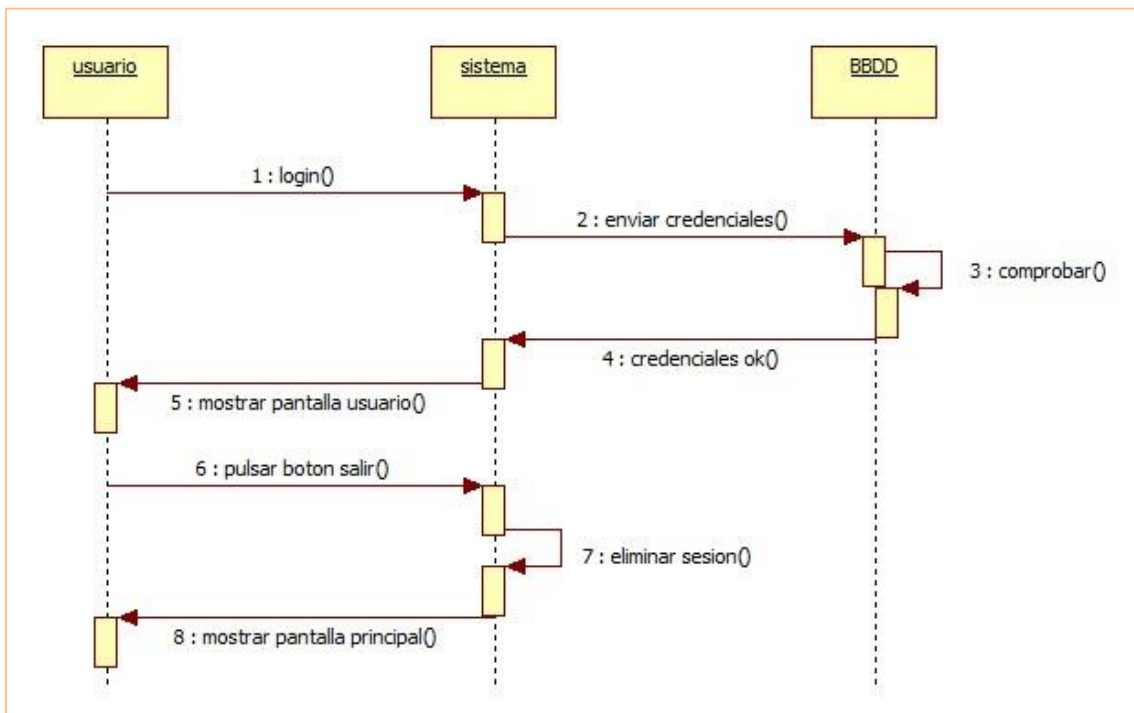 usuario
sistema
BBDD
1 : login()
2 : enviar credenciales()
3 : comprobar()
4 : credenciales ok()
5 : mostrar pantalla usuario()
6 : pulsar boton salir()
7 : eliminar sesion()
8 : mostrar pantalla principal()